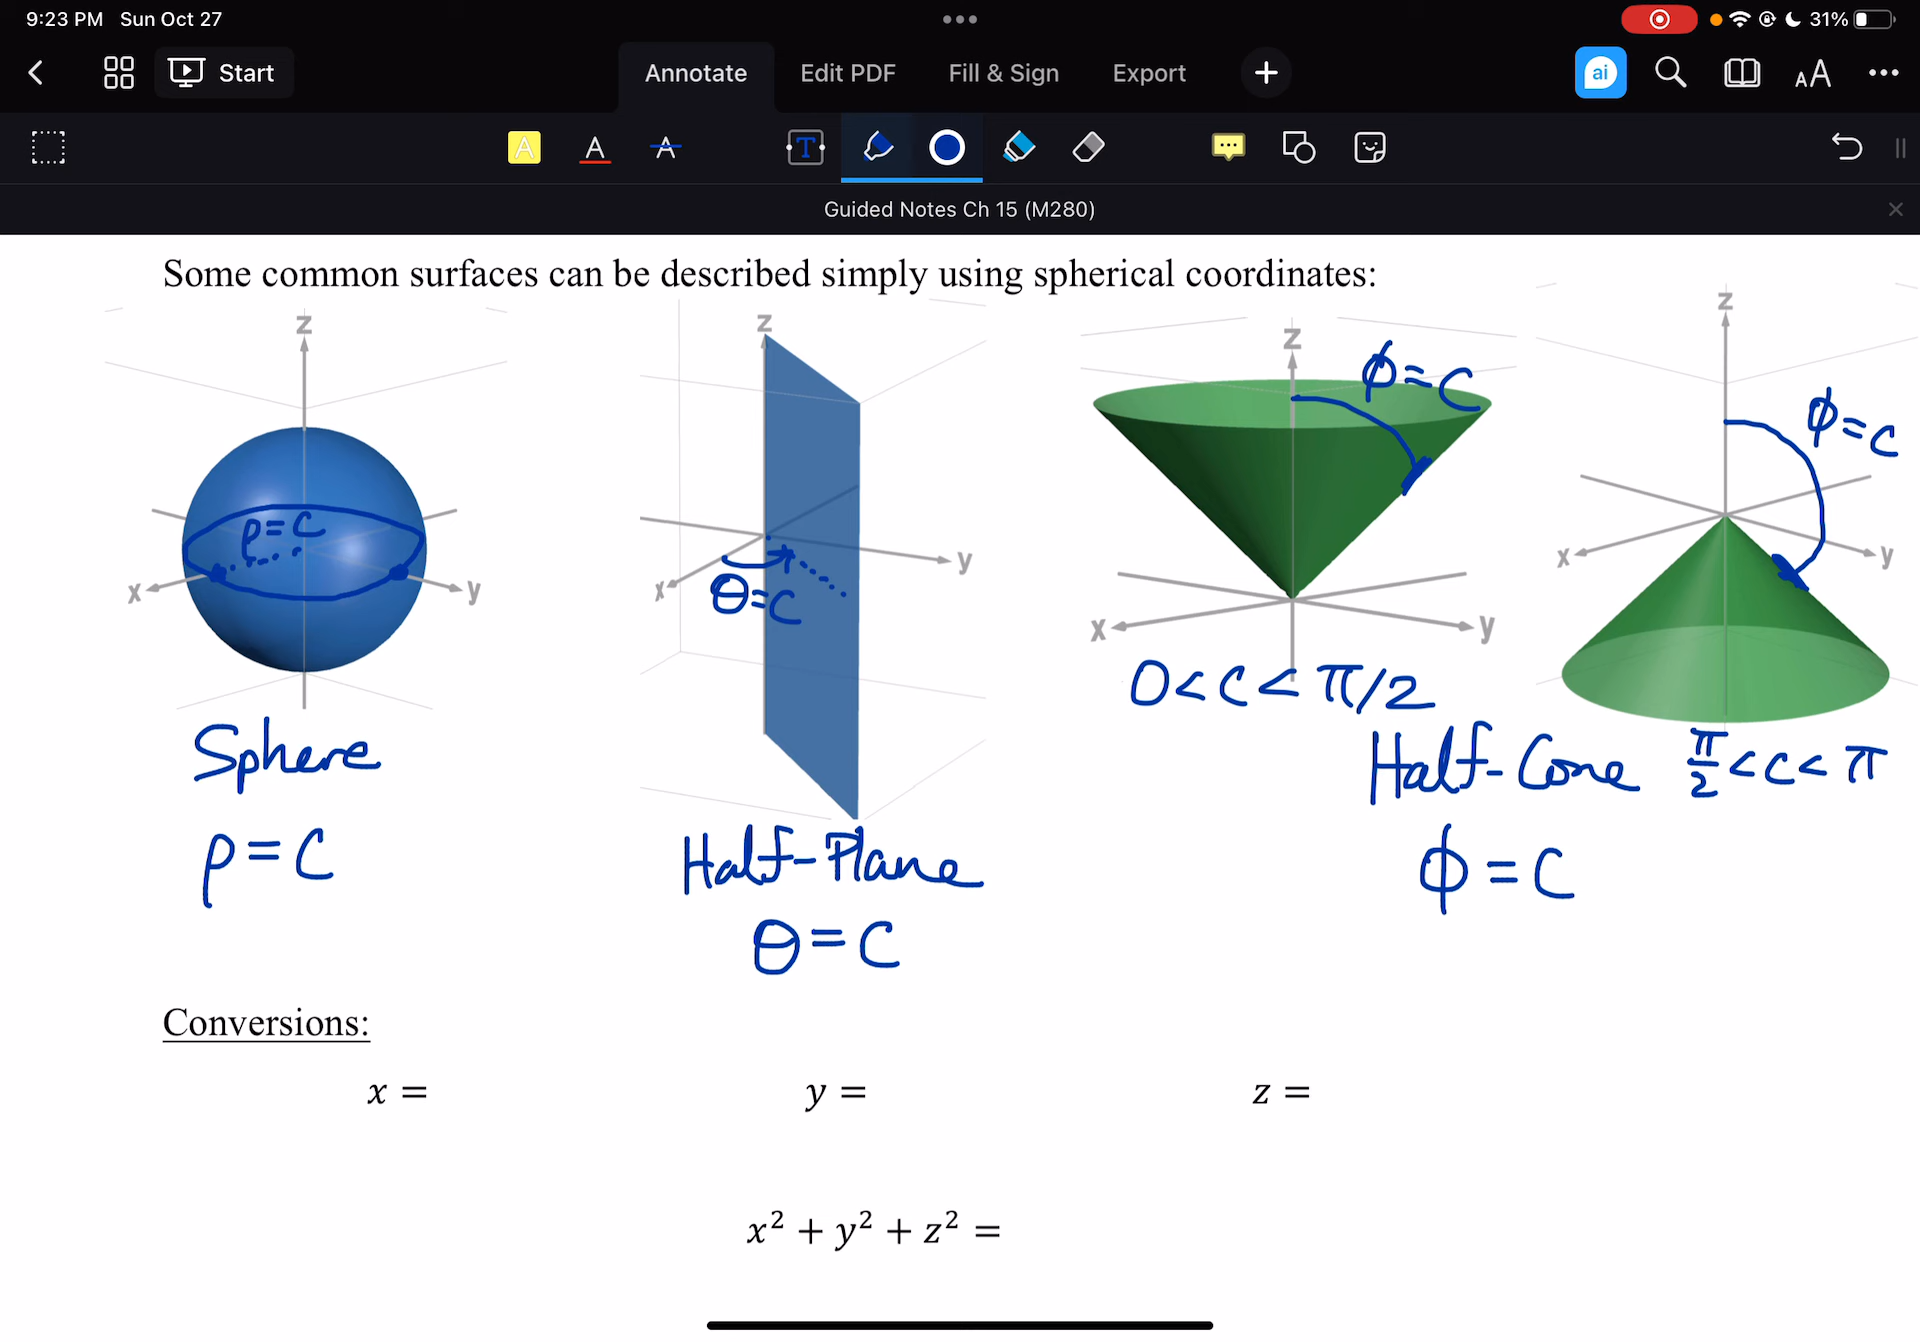 9:23 PM Sun Oct 27
31%
Start
Annotate
Edit PDF
Fill & Sign
Export
ai
AA
A
A
A
T
Guided Notes Ch 15 (M280)
Some common surfaces can be described simply using spherical coordinates:
z
x
y
ρ=C
Sphere
ρ=C
z
x
y
θ=C
Half-Plane
θ=C
z
x
y
ϕ=C
0<C<π/2
z
x
y
ϕ=C
π/2<C<π
Half-Cone
ϕ=C
Conversions:
x =
y =
z =
x² + y² + z² =